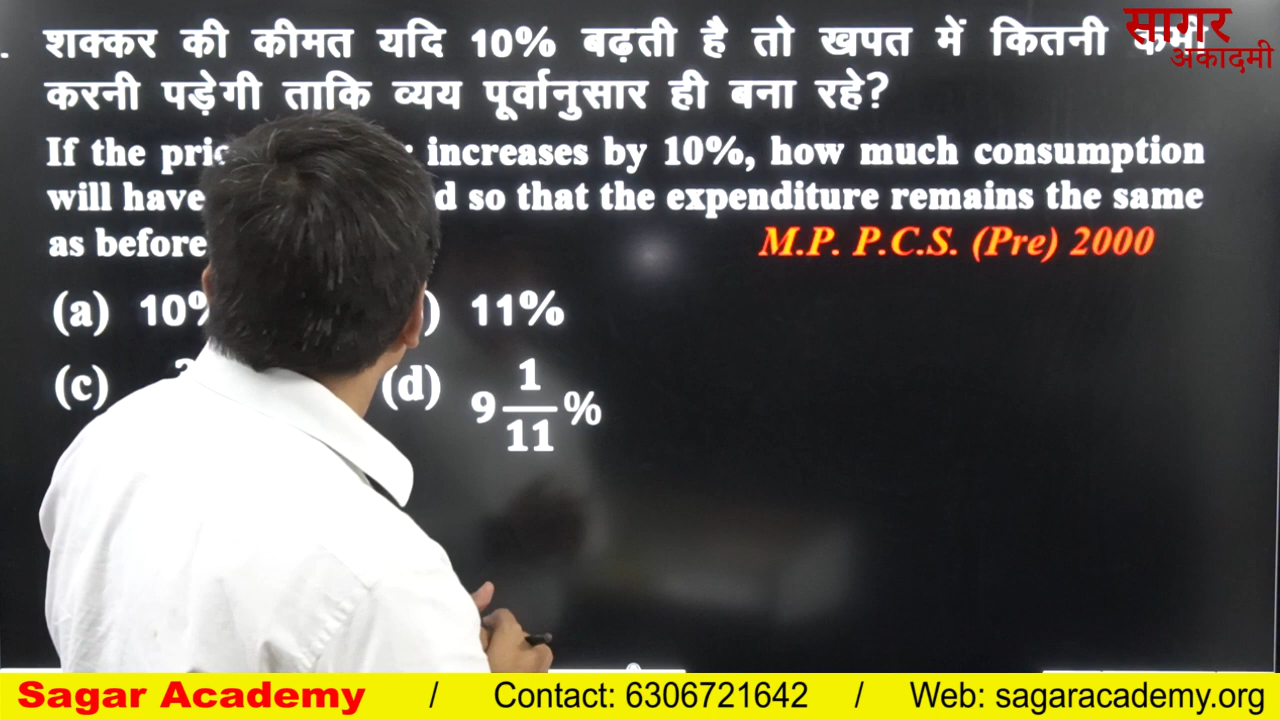 . शक्कर की कीमत यदि 10% बढ़ती है तो खपत में कितनी
करनी पड़ेगी ताकि व्यय पूर्वानुसार ही बना रहे?
If the increases by 10%, how much consumption
will have so that the expenditure remains the same
as before
M.P. P.C.S. (Pre) 2000
(a) 10% 11%
(c) (d) 9 1/11 %
सागर
अकादमी
Sagar Academy / Contact: 6306721642 / Web: sagaracademy.org